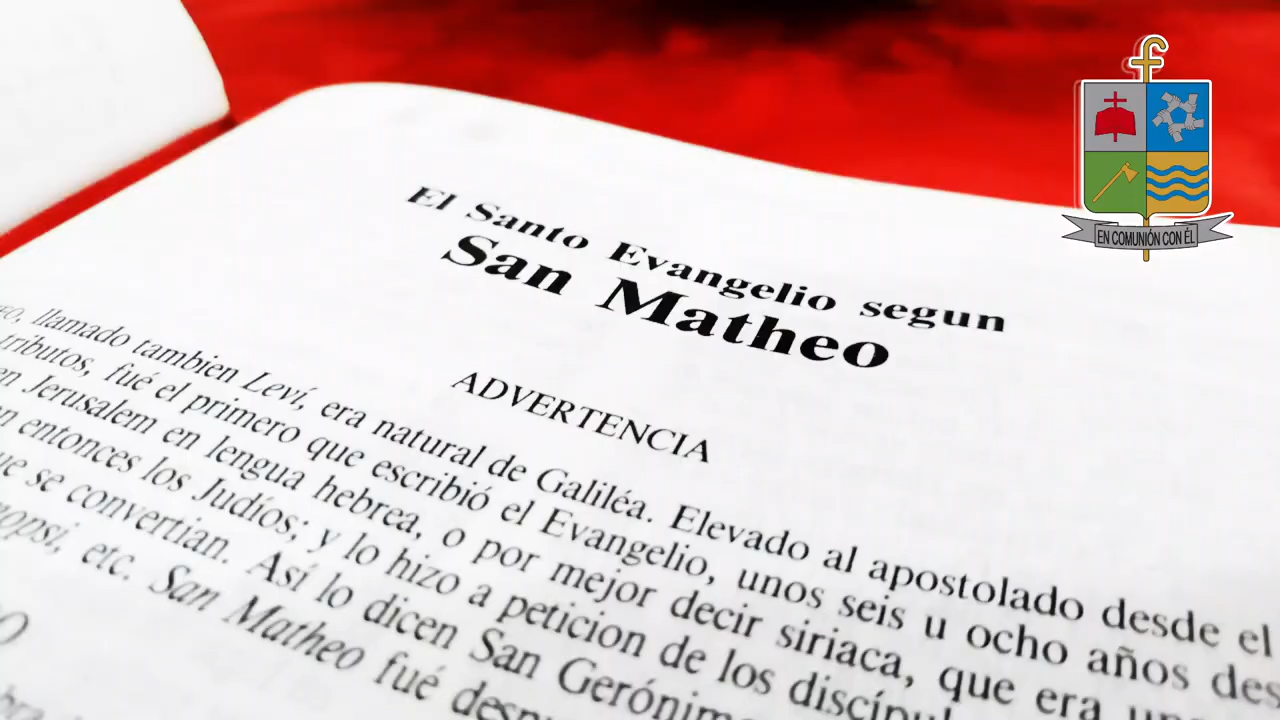 El Santo Evangelio segun
San Matheo
ADVERTENCIA
llamado tambien Leví, era natural de Galiléa. Elevado al apostolado desde el
tributos, fué el primero que escribió el Evangelio, unos seis u ocho años
en Jerusalem en lengua hebrea, o por mejor decir siriaca, que era
entonces los Judíos; y lo hizo a peticion de los
se convertian. Así lo dicen San
etc. San Matheo fué
EN COMUNIÓN CON ÉL